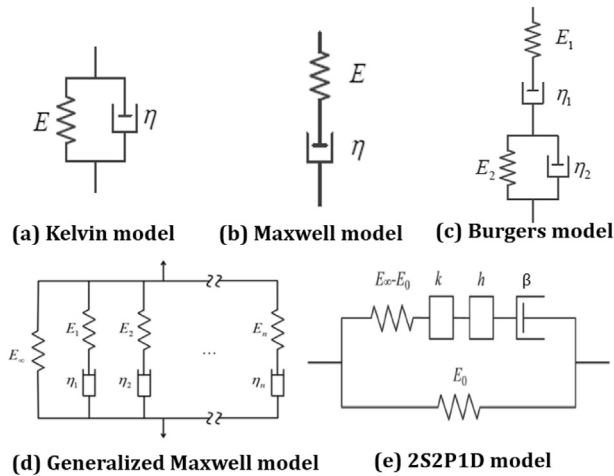 E η
E
η
E₁
η₁
E₂ η₂
(a) Kelvin model (b) Maxwell model (c) Burgers model
E∞ E₁ E₂ ... Eₙ
η₁ η₂ ηₙ
E∞-E₀ k h β
E₀
(d) Generalized Maxwell model (e) 2S2P1D model